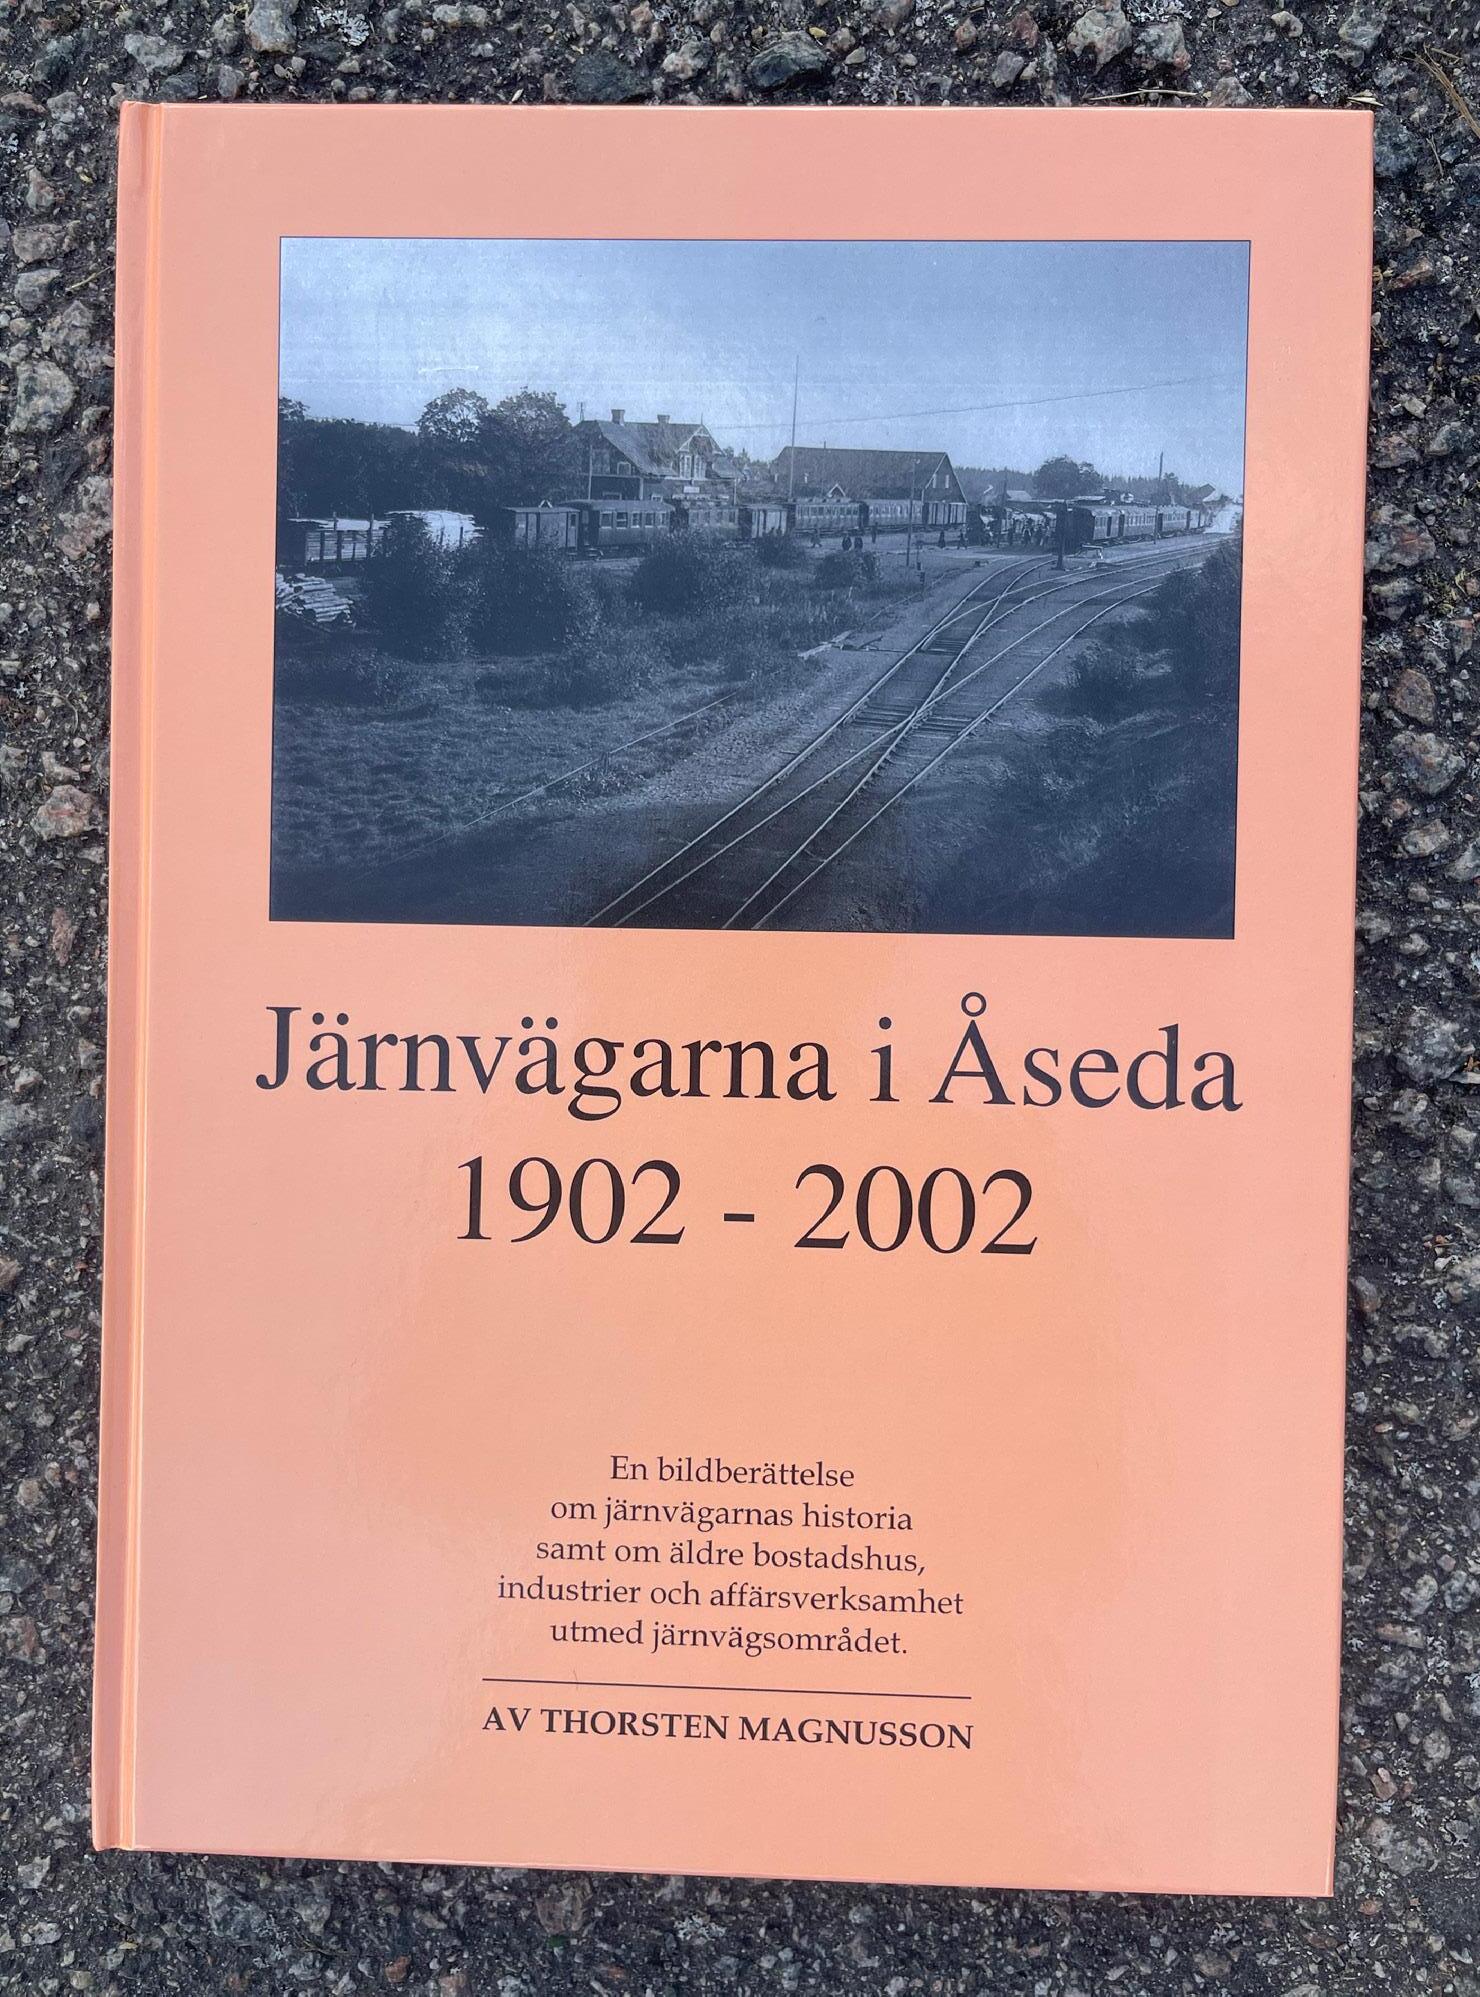 Järnvägarna i Åseda
1902 - 2002
En bildberättelse
om järnvägarnas historia
samt om äldre bostadshus,
industrier och affärsverksamhet
utmed järnvägsområdet.
AV THORSTEN MAGNUSSON